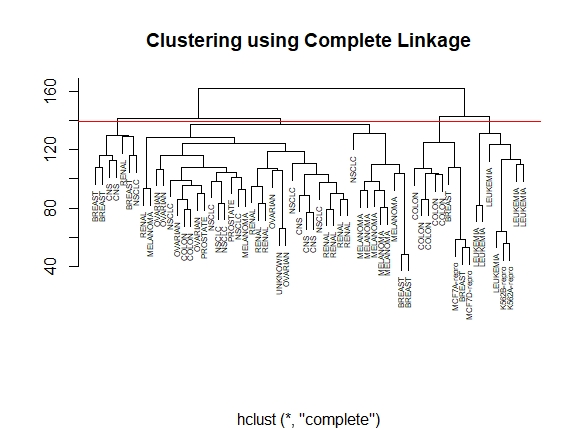 Clustering using Complete Linkage
160
120
80
40
BREAST
BREAST
CNS
CNS
RENAL
BREAST
NSCLC
RENAL
MELANOMA
OVARIAN
OVARIAN
NSCLC
OVARIAN
COLON
COLON
OVARIAN
PROSTATE
NSCLC
NSCLC
NSCLC
PROSTATE
NSCLC
MELANOMA
RENAL
RENAL
RENAL
OVARIAN
UNKNOWN
OVARIAN
NSCLC
CNS
CNS
CNS
RENAL
RENAL
RENAL
RENAL
NSCLC
MELANOMA
MELANOMA
MELANOMA
MELANOMA
MELANOMA
MELANOMA
BREAST
BREAST
COLON
COLON
COLON
COLON
COLON
BREAST
MCF7A-repro
BREAST
MCF7D-repro
LEUKEMIA
LEUKEMIA
LEUKEMIA
LEUKEMIA
K562B-repro
K562A-repro
LEUKEMIA
LEUKEMIA
hclust (*, "complete")